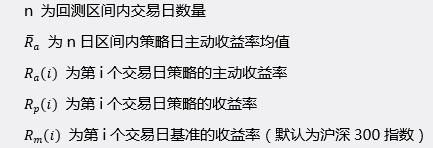 n 为回测区间内交易日数量
R̄ₐ 为 n 日区间内策略日主动收益率均值
Rₐ(i) 为第 i 个交易日策略的主动收益率
Rₚ(i) 为第 i 个交易日策略的收益率
Rₘ(i) 为第 i 个交易日基准的收益率（默认为沪深 300 指数）